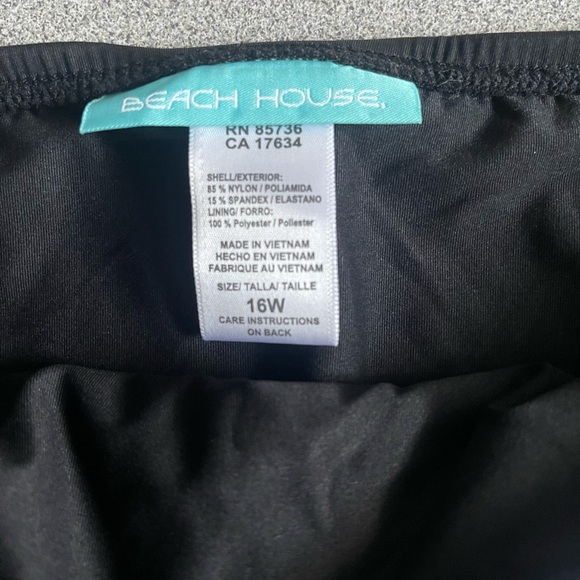 BEACH HOUSE.
RN 85736
CA 17634
SHELL/EXTERIOR:
85 % NYLON / POLIAMIDA
15 % SPANDEX / ELASTANO
LINING/ FORRO:
100 % Polyester / Poliester
MADE IN VIETNAM
HECHO EN VIETNAM
FABRIQUE AU VIETNAM
SIZE/ TALLA/ TAILLE
16W
CARE INSTRUCTIONS
ON BACK